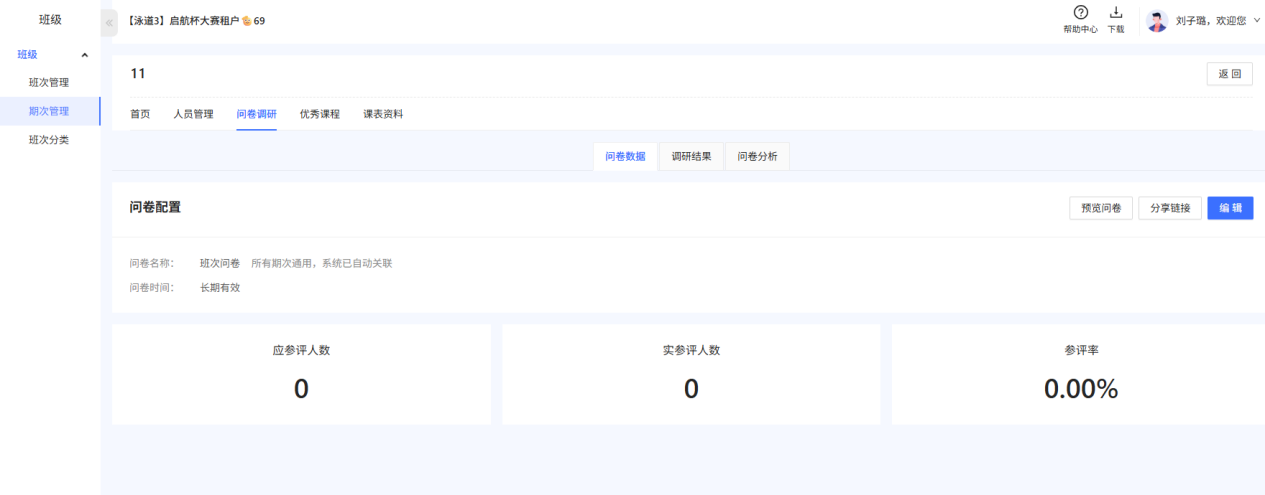 班级
【泳道3】启航杯大赛租户 69
帮助中心
下载
刘子璐，欢迎您
班级
班次管理
期次管理
班次分类
11
返 回
首页 人员管理 问卷调研 优秀课程 课表资料
问卷数据 调研结果 问卷分析
问卷配置
预览问卷 分享链接 编 辑
问卷名称： 班次问卷 所有期次通用，系统已自动关联
问卷时间： 长期有效
应参评人数 实参评人数 参评率
0 0 0.00%